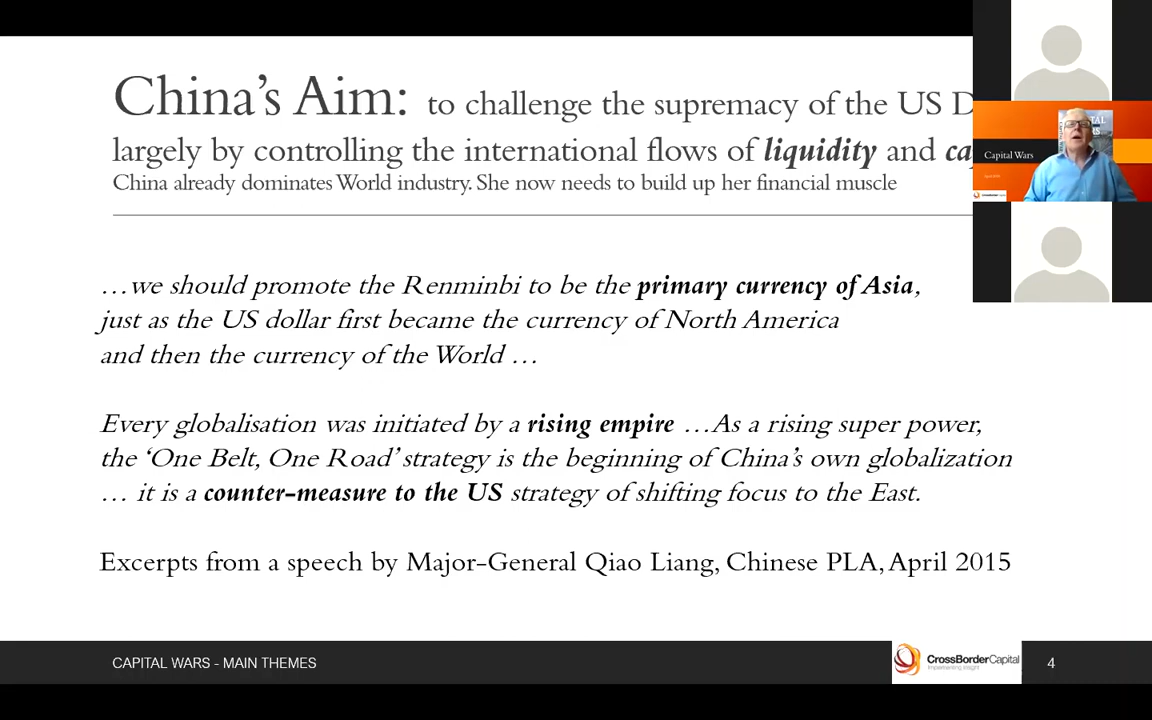 China's Aim: to challenge the supremacy of the US
largely by controlling the international flows of liquidity and
China already dominates World industry. She now needs to build up her financial muscle
Capital Wars
…we should promote the Renminbi to be the primary currency of Asia,
just as the US dollar first became the currency of North America
and then the currency of the World …
Every globalisation was initiated by a rising empire …As a rising super power,
the 'One Belt, One Road' strategy is the beginning of China's own globalization
… it is a counter-measure to the US strategy of shifting focus to the East.
Excerpts from a speech by Major-General Qiao Liang, Chinese PLA, April 2015
CAPITAL WARS - MAIN THEMES
CrossBorderCapital
4